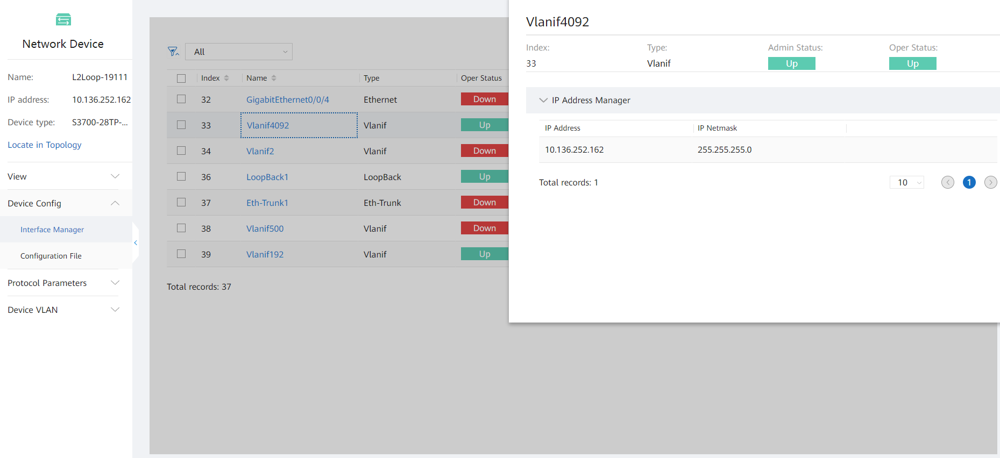 Network Device
Name: L2Loop-19111
IP address: 10.136.252.162
Device type: S3700-28TP-...
Locate in Topology
View
Device Config
Interface Manager
Configuration File
Protocol Parameters
Device VLAN
All
Index Name Type Oper Status
32 GigabitEthernet0/0/4 Ethernet Down
33 Vlanif4092 Vlanif Up
34 Vlanif2 Vlanif Down
36 LoopBack1 LoopBack Up
37 Eth-Trunk1 Eth-Trunk Down
38 Vlanif500 Vlanif Down
39 Vlanif192 Vlanif Up
Total records: 37
Vlanif4092
Index: Type: Admin Status: Oper Status:
33 Vlanif Up Up
IP Address Manager
IP Address IP Netmask
10.136.252.162 255.255.255.0
Total records: 1 10 1